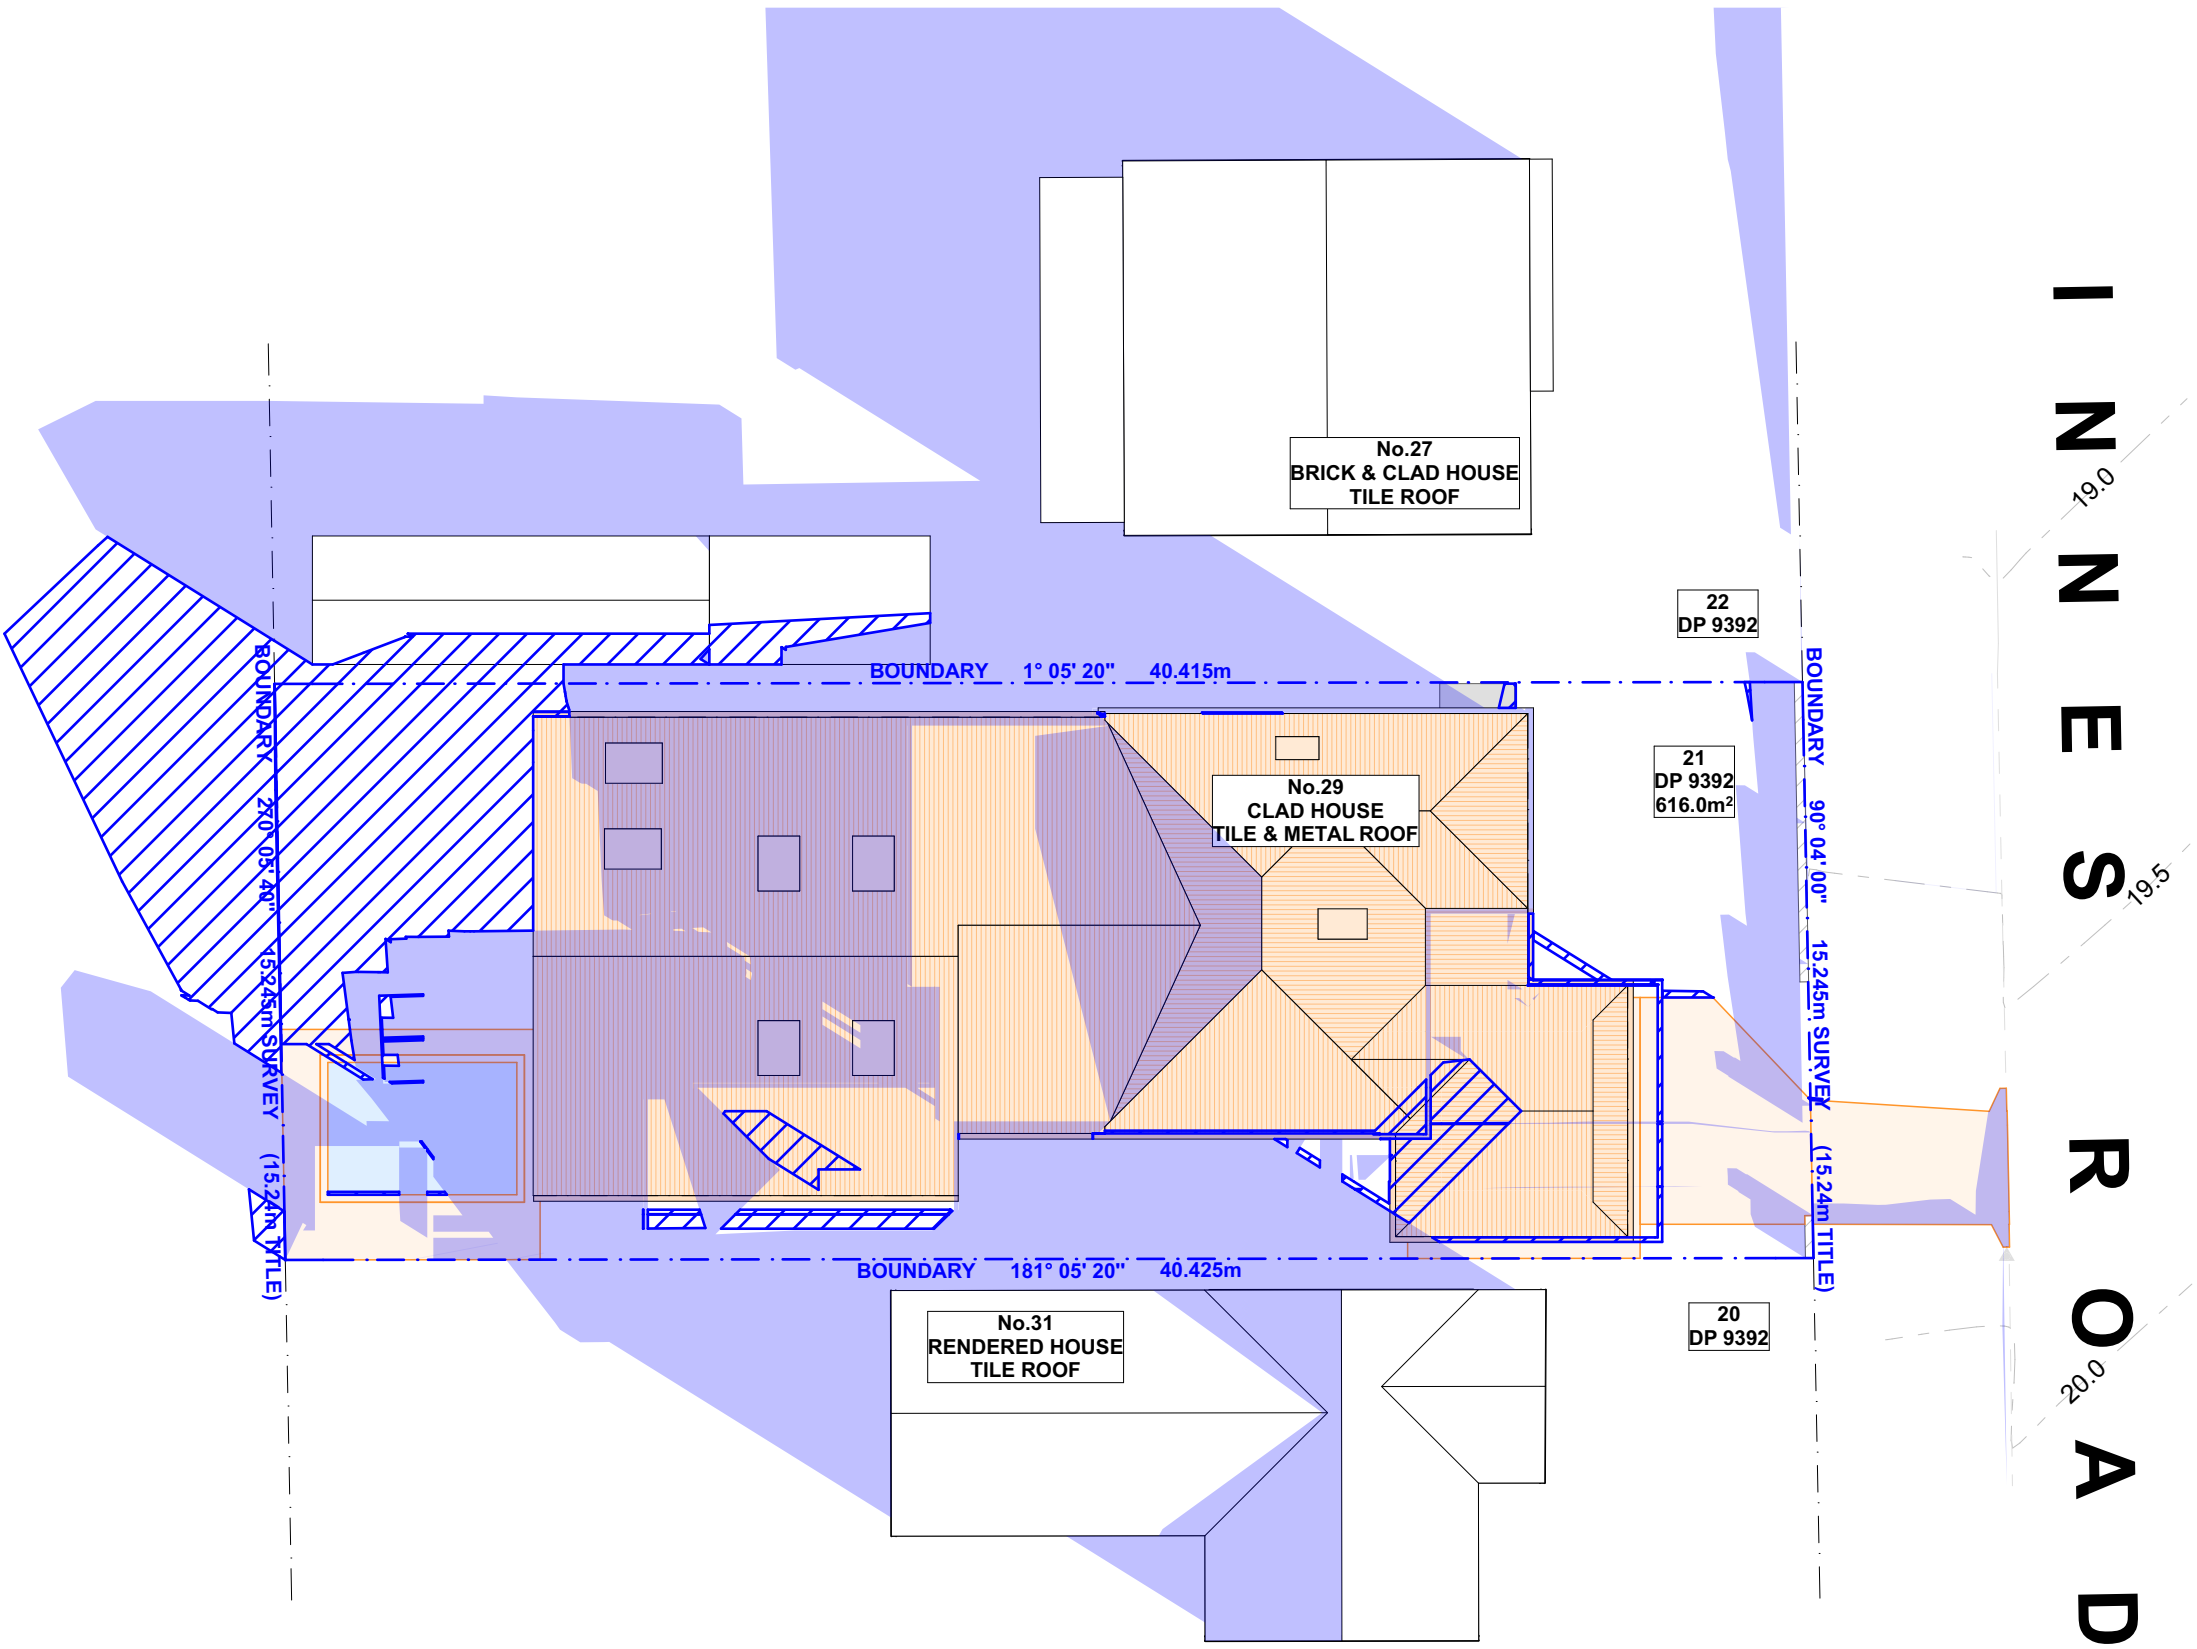 No.27
BRICK & CLAD HOUSE
TILE ROOF
22
DP 9392
BOUNDARY 1° 05' 20" 40.415m
BOUNDARY 270° 05' 40" 15.245m SURVEY (15.24m TITLE)
No.29
CLAD HOUSE
TILE & METAL ROOF
21
DP 9392
616.0m²
BOUNDARY 90° 04' 00" 15.245m SURVEY (15.24m TITLE)
BOUNDARY 181° 05' 20" 40.425m
No.31
RENDERED HOUSE
TILE ROOF
20
DP 9392
INNES ROAD
19.0
19.5
20.0